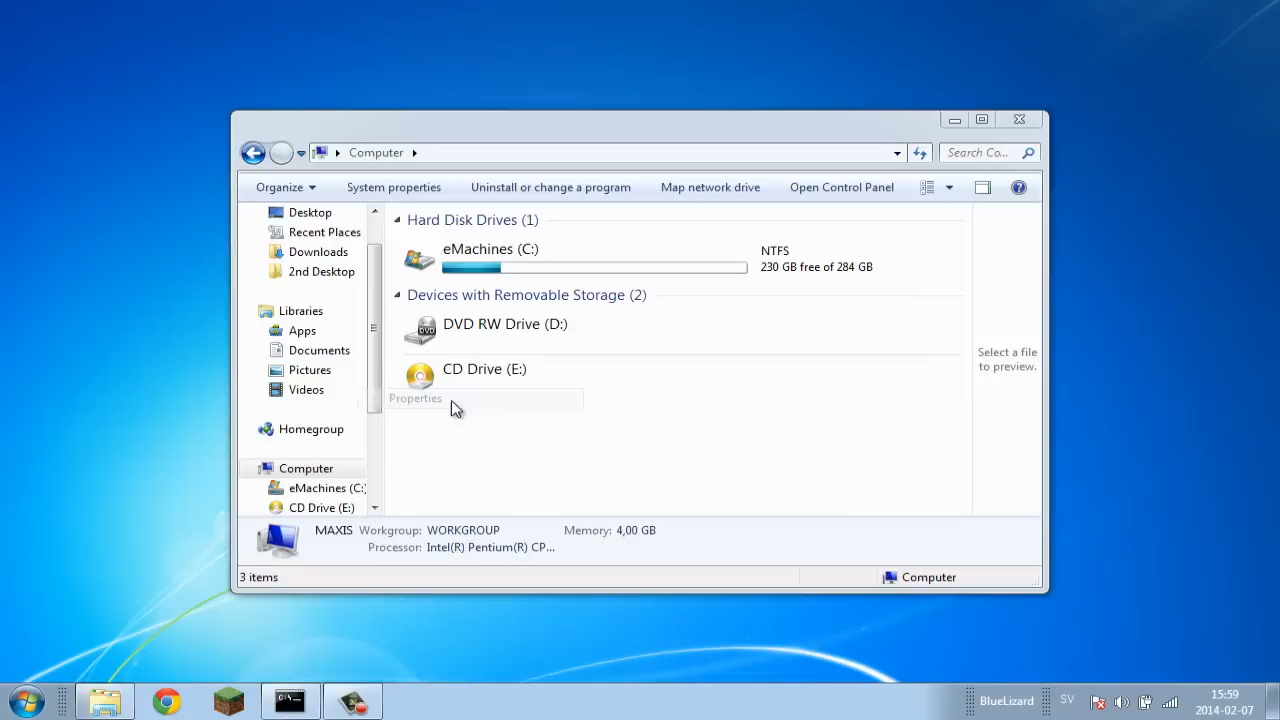 Computer
Search Co...
Organize
System properties
Uninstall or change a program
Map network drive
Open Control Panel
Desktop
Recent Places
Downloads
2nd Desktop
Libraries
Apps
Documents
Pictures
Videos
Homegroup
Computer
eMachines (C:)
CD Drive (E:)
Hard Disk Drives (1)
eMachines (C:)
NTFS
230 GB free of 284 GB
Devices with Removable Storage (2)
DVD RW Drive (D:)
DVD
CD Drive (E:)
Properties
Select a file
to preview.
MAXIS Workgroup: WORKGROUP Memory: 4,00 GB
Processor: Intel(R) Pentium(R) CP...
3 items
Computer
C:\
BlueLizard
SV
15:59
2014-02-07